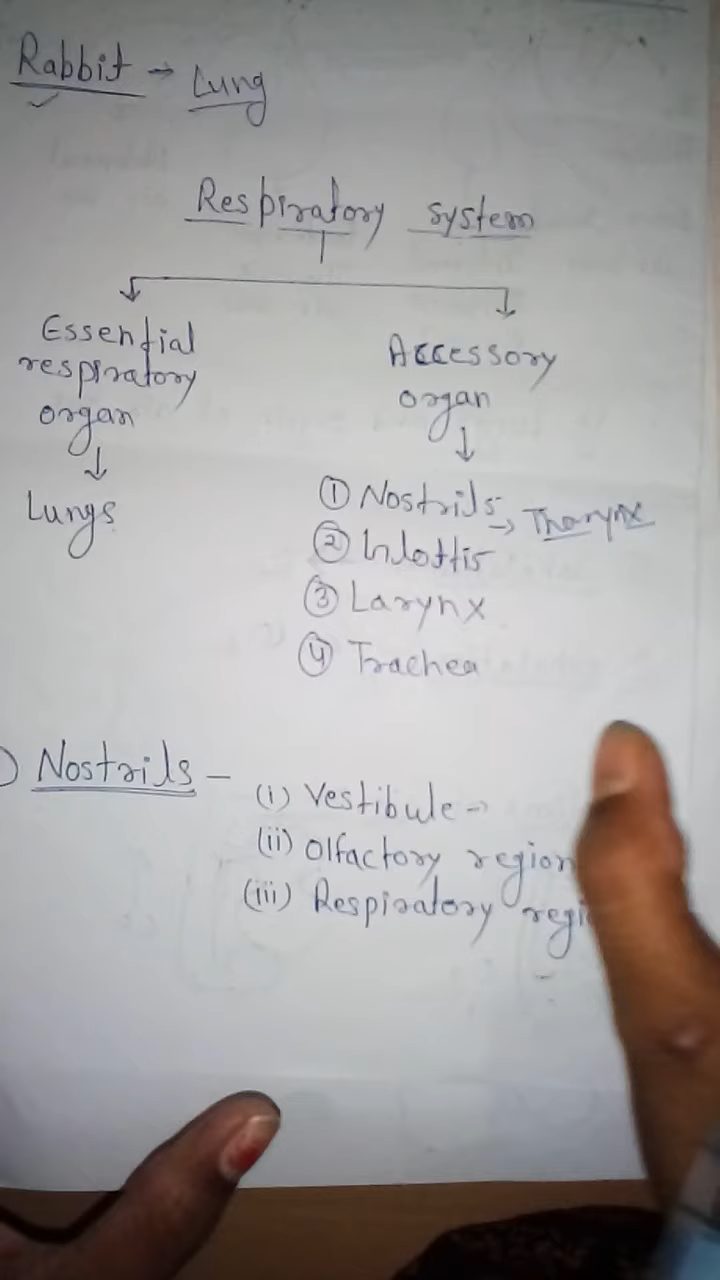 Rabbit → Lung
Respiratory system
Essential
respiratory
organ
↓
Lungs
Accessory
organ
↓
① Nostrils → Tharynx
② Glottis
③ Larynx
④ Trachea
) Nostrils -
(i) Vestibule →
(ii) Olfactory region
(iii) Respiratory regi